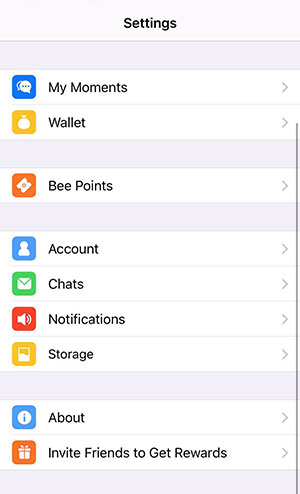 Settings
My Moments
Wallet
Bee Points
Account
Chats
Notifications
Storage
About
Invite Friends to Get Rewards